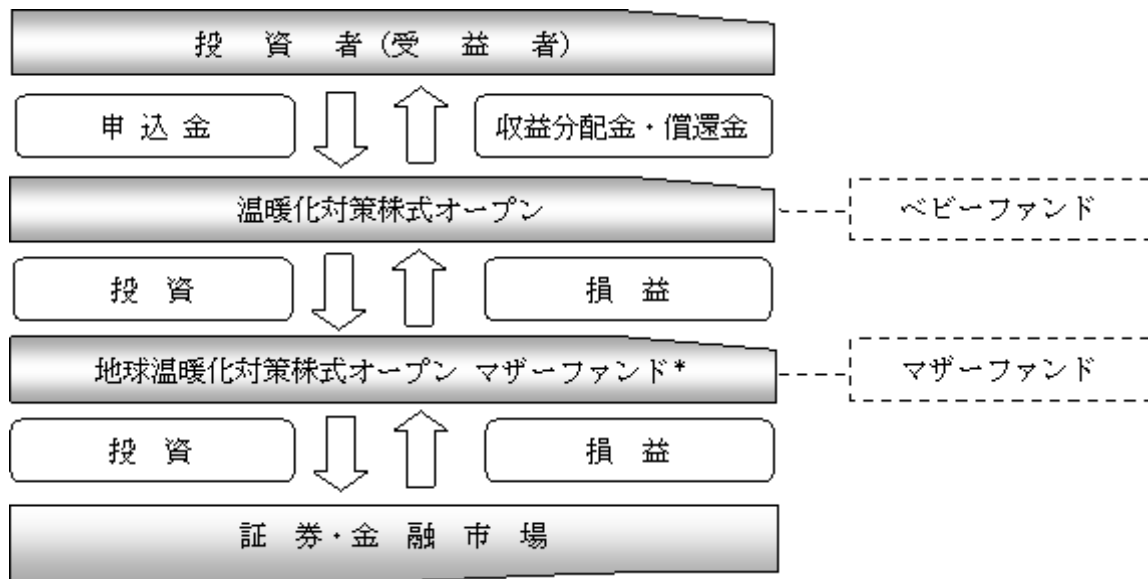 投資者(受益者)
申込金
収益分配金・償還金
温暖化対策株式オープン
ベビーファンド
投資
損益
地球温暖化対策株式オープン マザーファンド*
マザーファンド
投資
損益
証券・金融市場